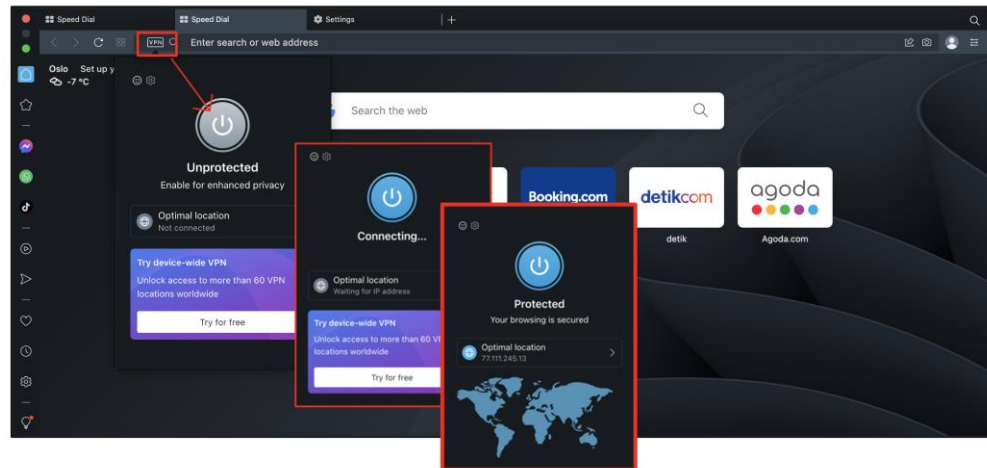 Speed Dial
Speed Dial
Settings
VPN
Enter search or web address
Oslo Set up y
-7 °C
Search the web
Unprotected
Enable for enhanced privacy
Optimal location
Not connected
Try device-wide VPN
Unlock access to more than 60 VPN
locations worldwide
Try for free
Connecting...
Optimal location
Waiting for IP address
Try device-wide VPN
Unlock access to more than 60 V
locations worldwide
Try for free
Protected
Your browsing is secured
Optimal location
77.111.245.13
Booking.com
detikcom
detik
agoda
Agoda.com